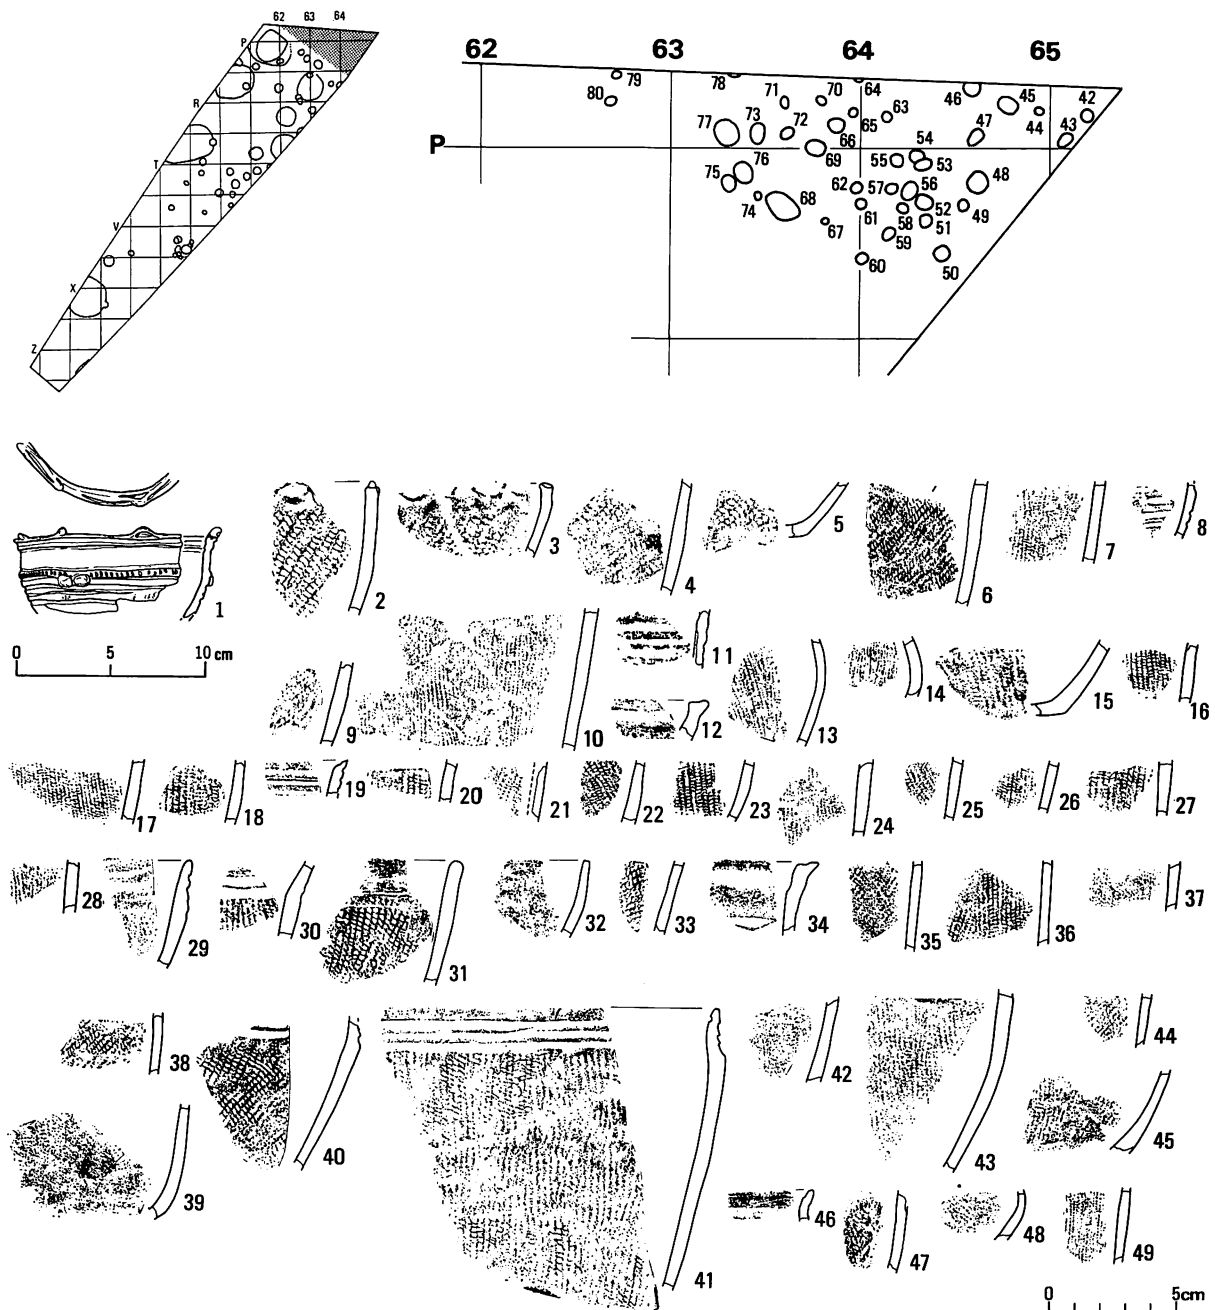 62 63 64
P
R
T
V
X
Z
62 63 64 65
79 78 71 70 64 46 45 42
80 63 44
77 73 72 66 65 47 43
P
69 55 54 53
75 76 62 57 56 48
74 68 61 58 52 49
67 59 51
60 50
1 2 3 4 5 6 7 8
0 5 10 cm
9 10 11 12 13 14 15 16
17 18 19 20 21 22 23 24 25 26 27
28 29 30 31 32 33 34 35 36 37
38 39 40 41 42 43 44 45
46 47 48 49
0 5cm